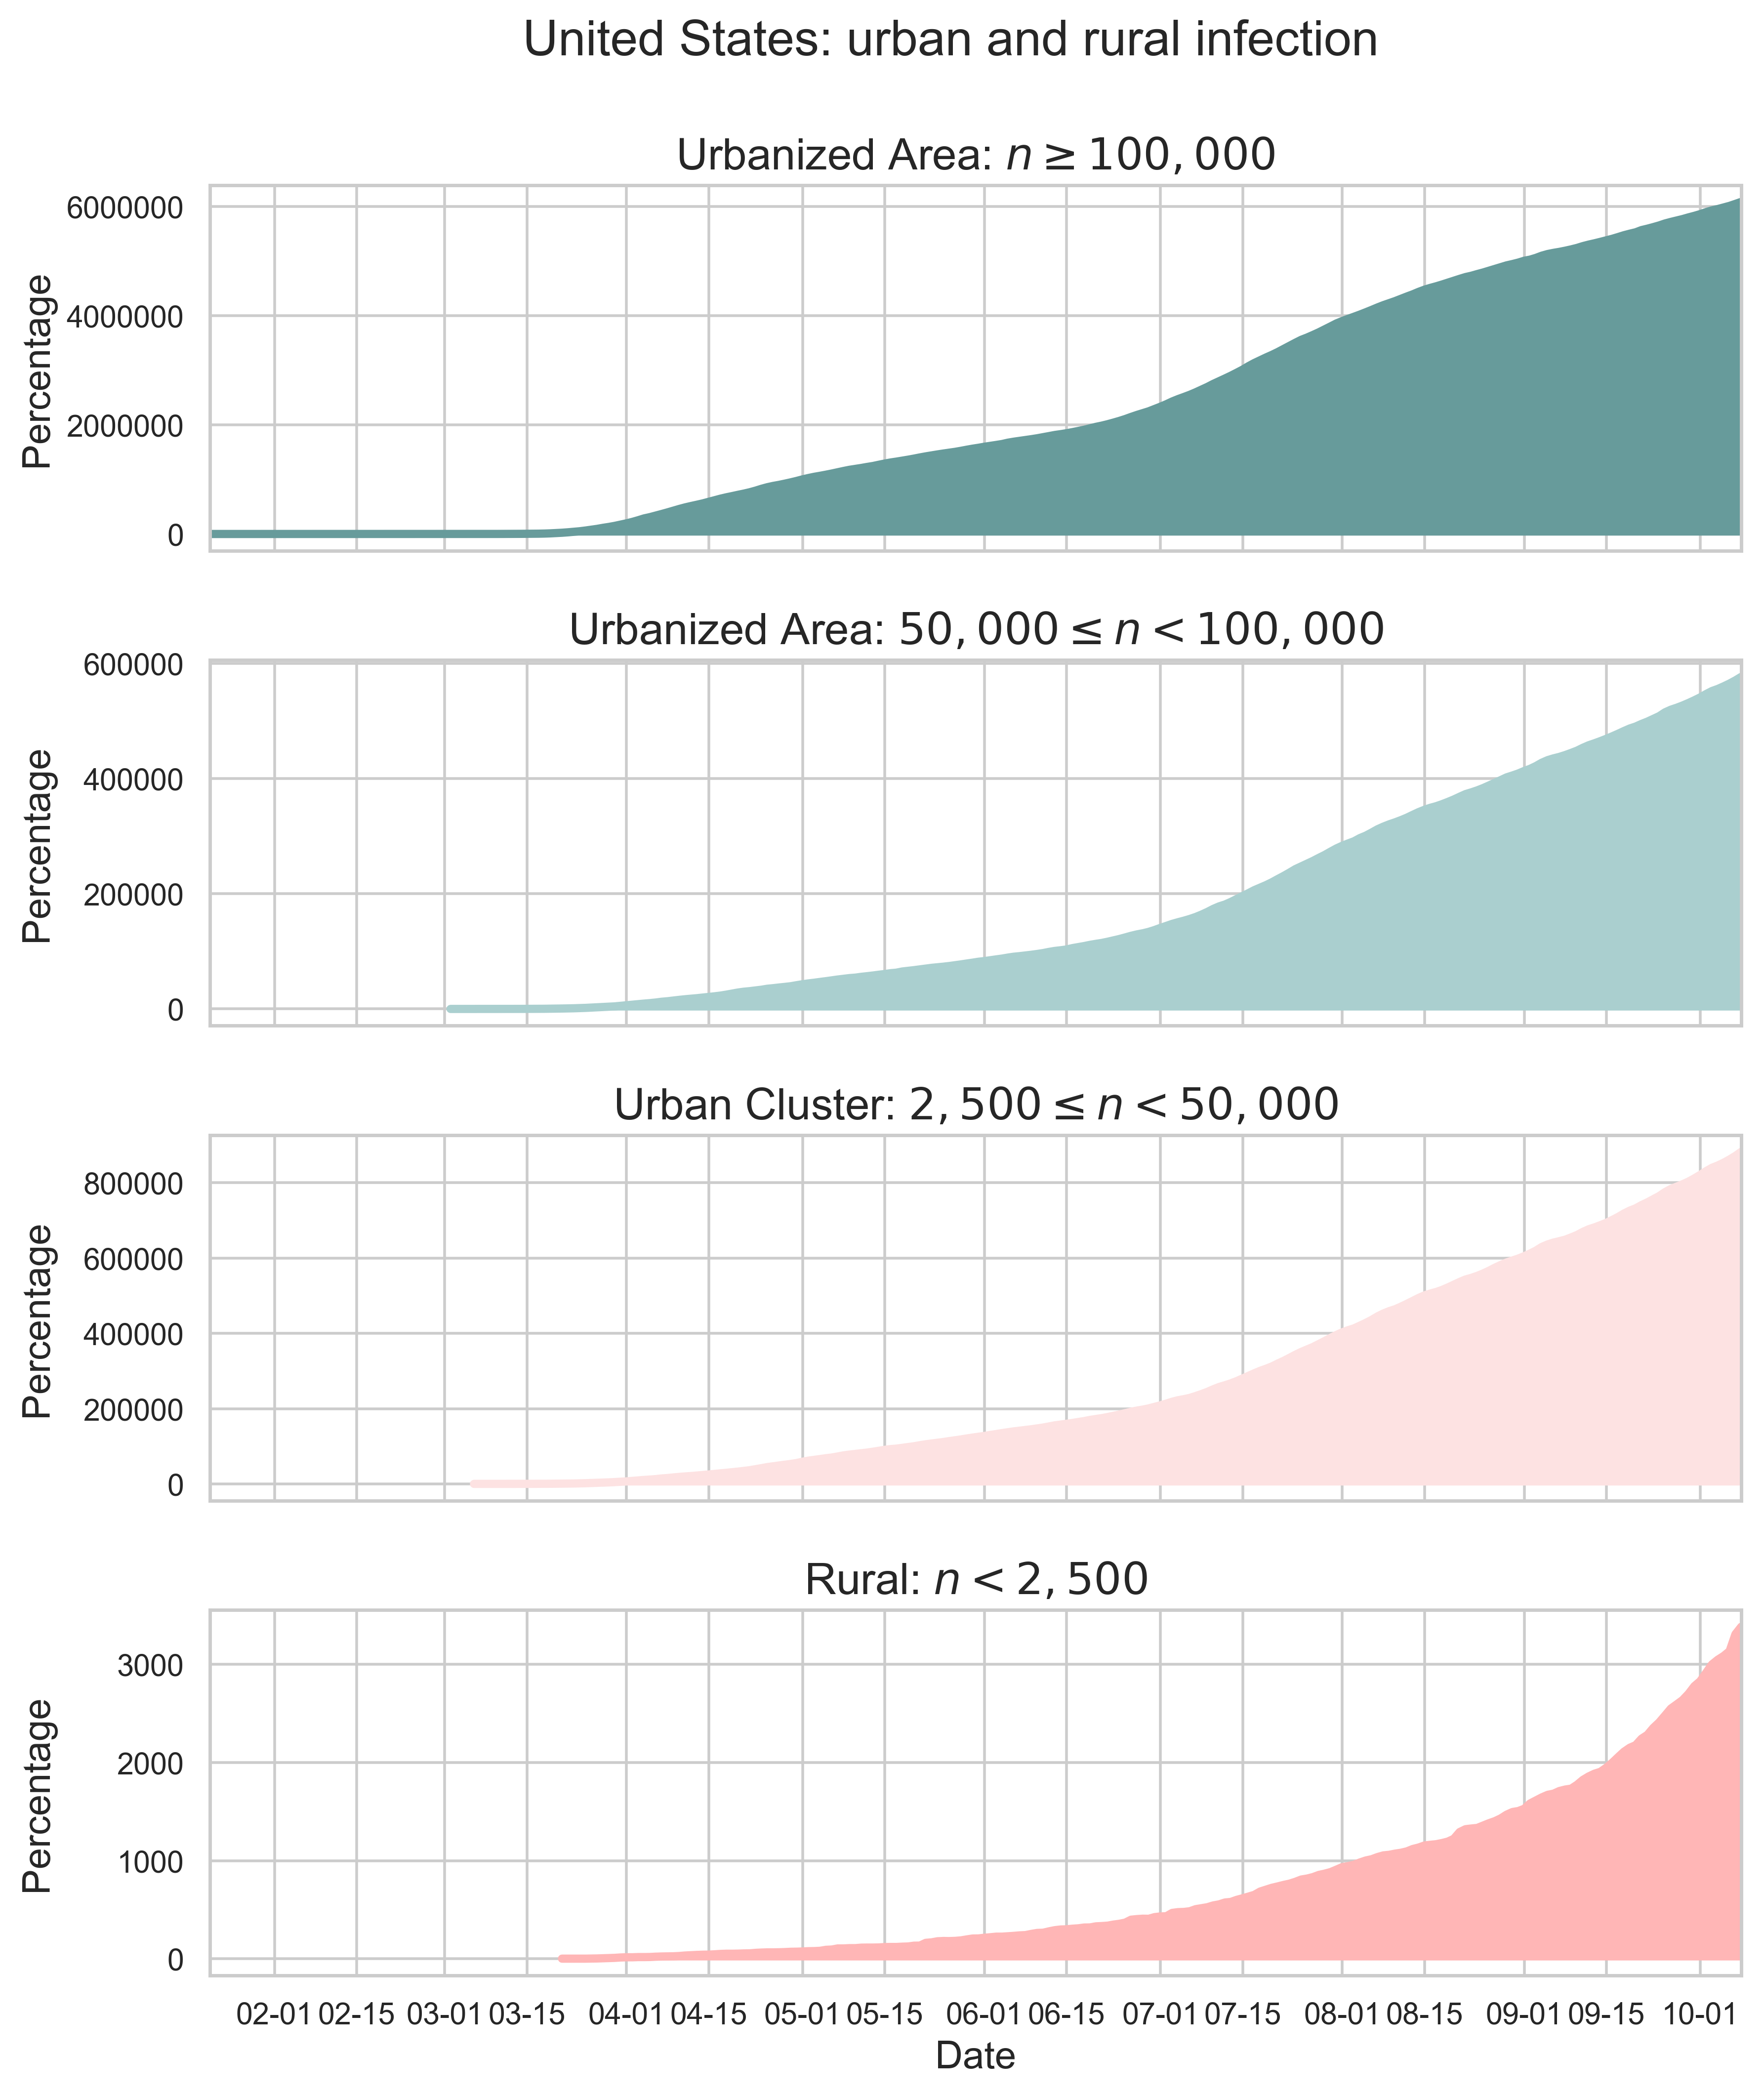 United States: urban and rural infection
Urbanized Area: n ≥ 100,000
6000000
4000000
2000000
0
Percentage
Urbanized Area: 50,000 ≤ n < 100,000
600000
400000
200000
0
Percentage
Urban Cluster: 2,500 ≤ n < 50,000
800000
600000
400000
200000
0
Percentage
Rural: n < 2,500
3000
2000
1000
0
Percentage
02-01 02-15 03-01 03-15 04-01 04-15 05-01 05-15 06-01 06-15 07-01 07-15 08-01 08-15 09-01 09-15 10-01
Date